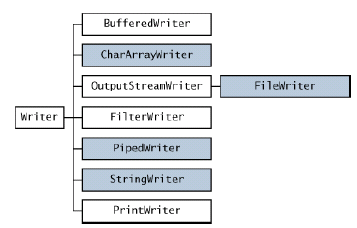 BufferedWriter
CharArrayWriter
OutputStreamWriter
FileWriter
Writer
FilterWriter
PipedWriter
StringWriter
PrintWriter